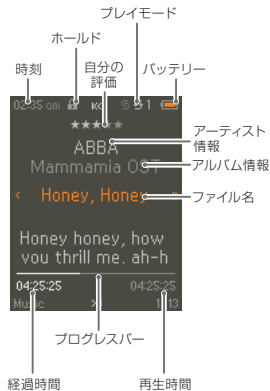 プレイモード
ホールド
時刻
自分の
評価
バッテリー
02:35 am
1
★★★★★
アーティスト
情報
ABBA
Mammamia OST
アルバム情報
< Honey, Honey
ファイル名
Honey honey, how
you thrill me. ah-h
04:25:25 04:25:25
プログレスバー
経過時間
再生時間